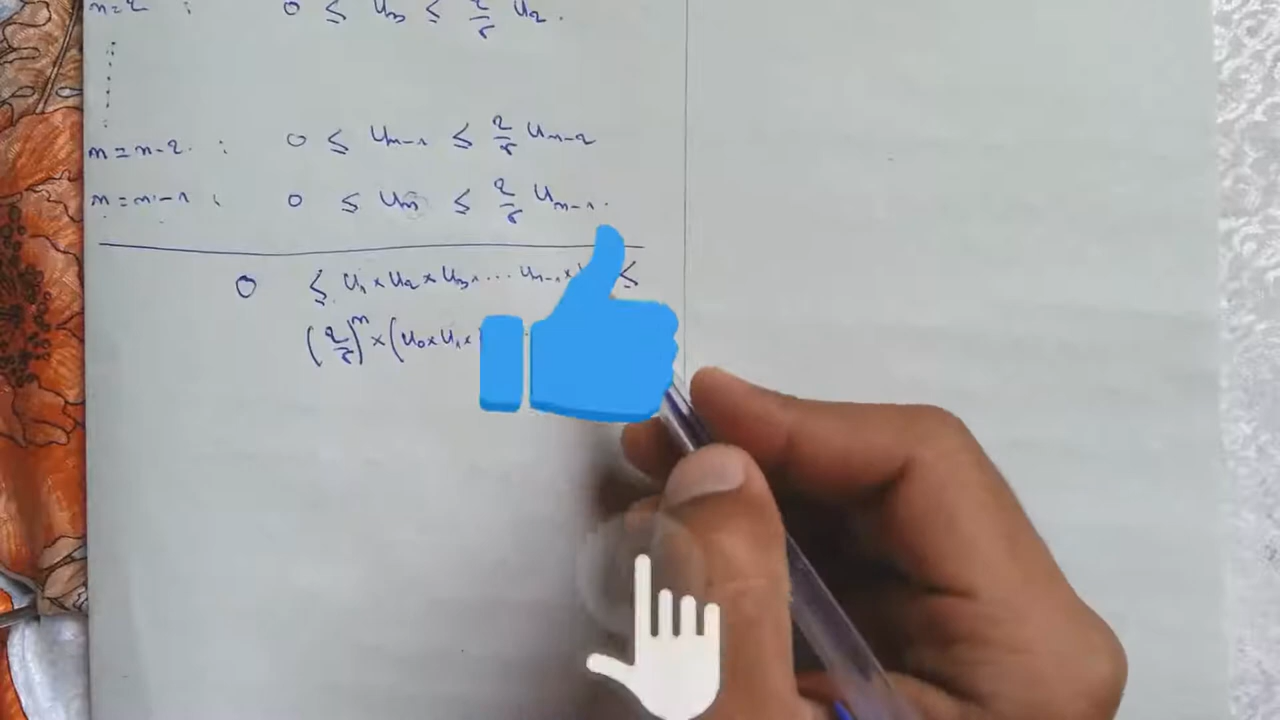 n=2 : 0 ≤ u₃ ≤ 2/5 u₂.
n=n-2. : 0 ≤ uₙ₋₁ ≤ 2/5 uₙ₋₂
n=n-1 : 0 ≤ uₙ ≤ 2/5 uₙ₋₁.
0 ≤ u₁×u₂×u₃×...uₙ₋₁× ≤
(2/5)ⁿ×(u₀×u₁×